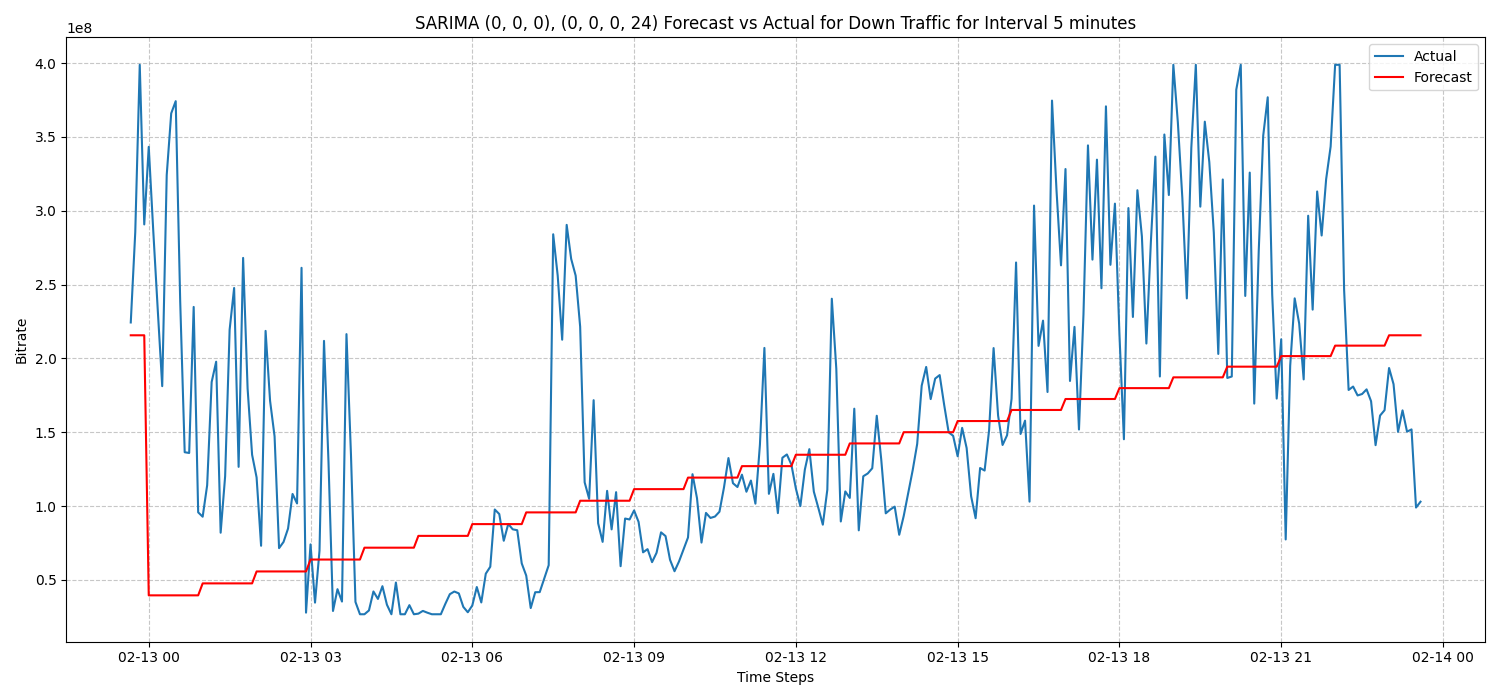 SARIMA (0, 0, 0), (0, 0, 0, 24) Forecast vs Actual for Down Traffic for Interval 5 minutes
1e8
Actual
Forecast
4.0
3.5
3.0
2.5
2.0
1.5
1.0
0.5
Bitrate
02-13 00
02-13 03
02-13 06
02-13 09
02-13 12
02-13 15
02-13 18
02-13 21
02-14 00
Time Steps